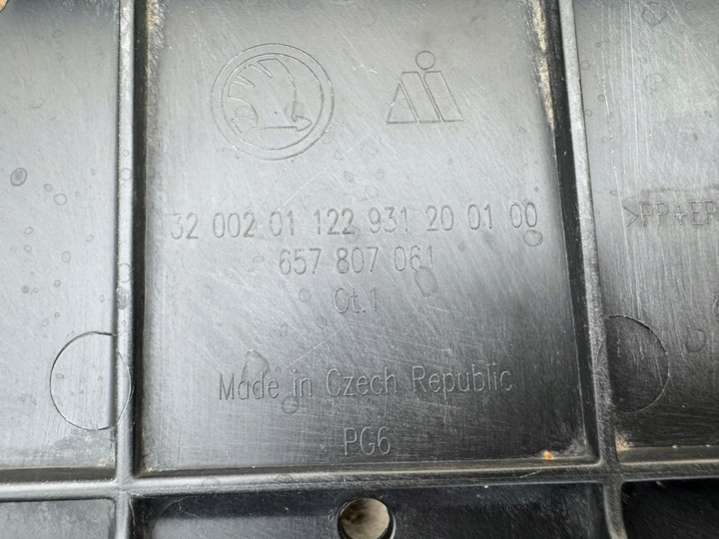 32 002 01 122 931 20 01 00
657 807 061
>PP+EP
Ot.1
Made in Czech Republic
PG6